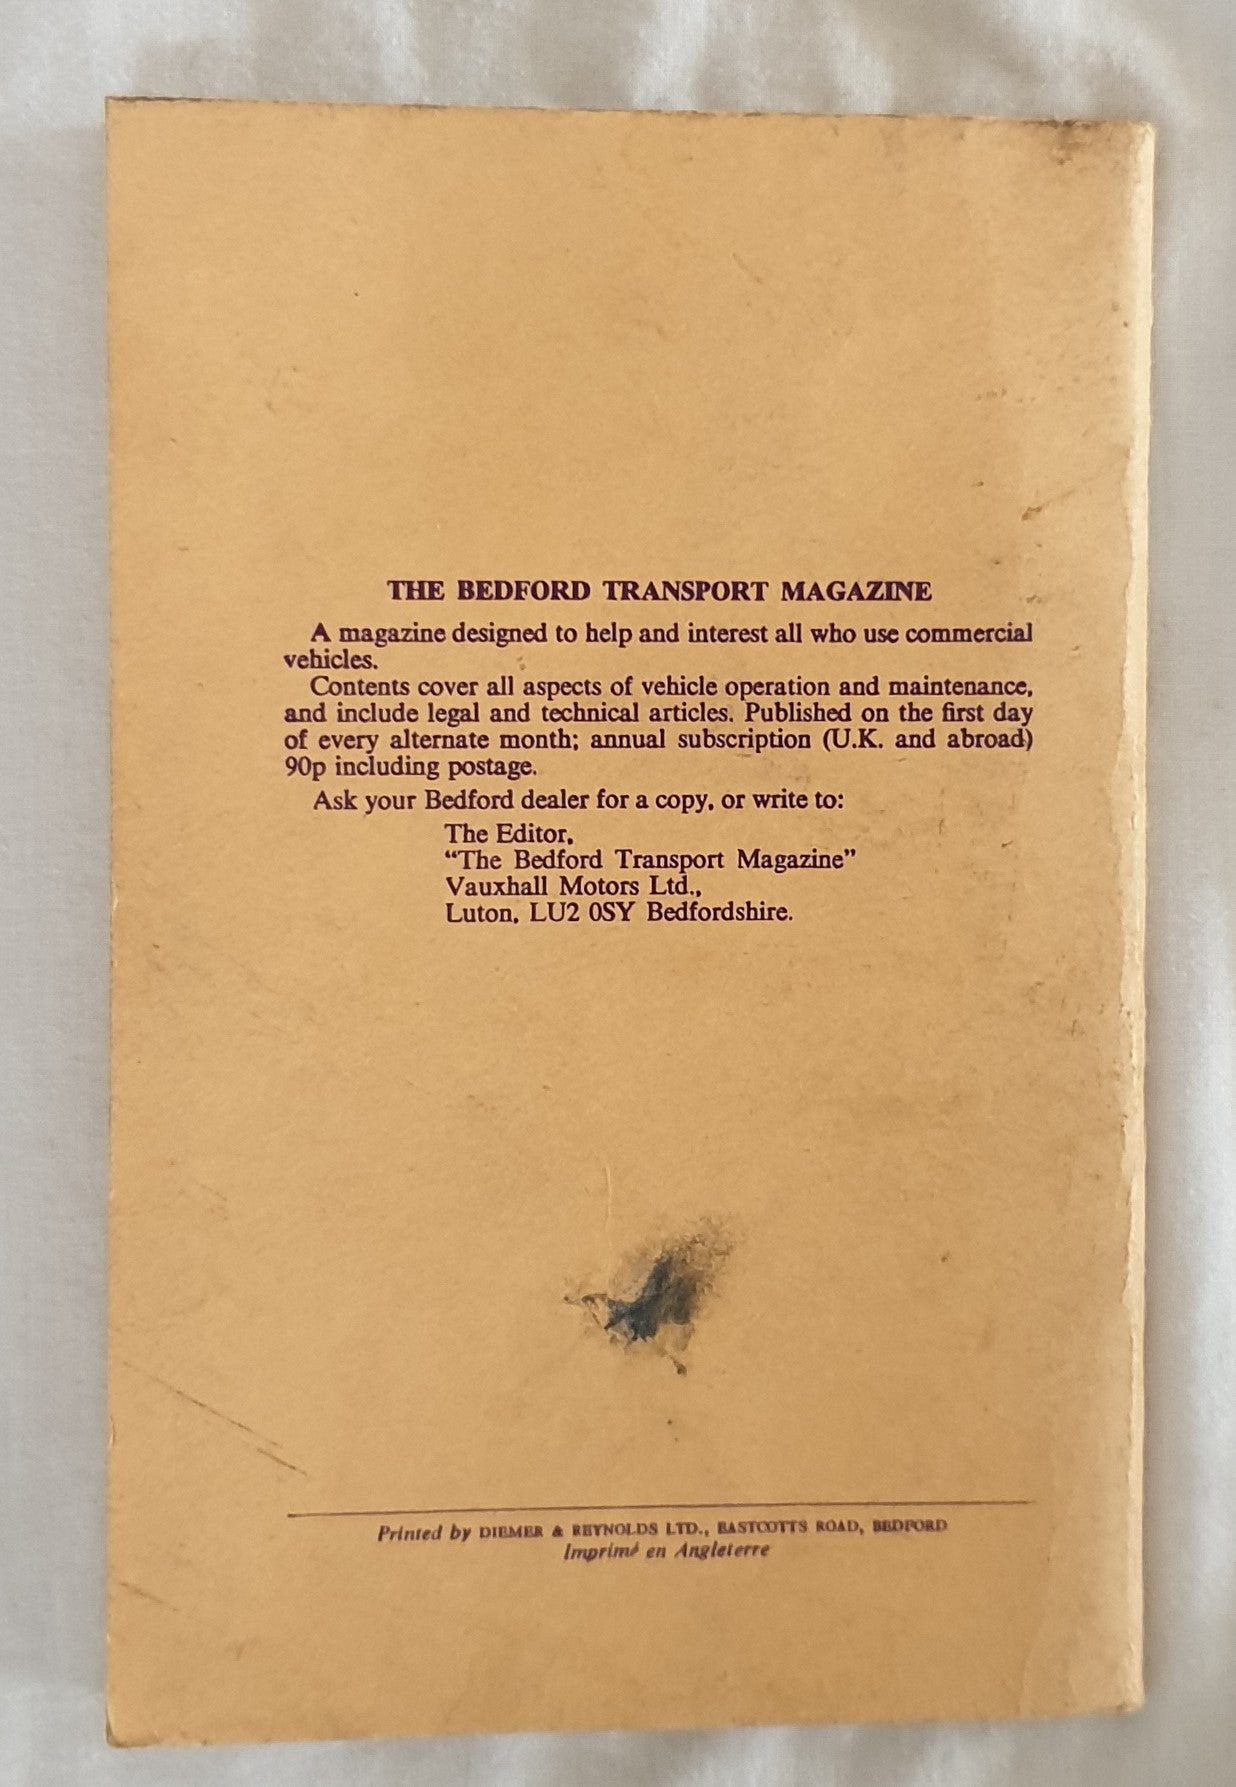 THE BEDFORD TRANSPORT MAGAZINE
A magazine designed to help and interest all who use commercial
vehicles.
Contents cover all aspects of vehicle operation and maintenance,
and include legal and technical articles. Published on the first day
of every alternate month; annual subscription (U.K. and abroad)
90p including postage.
Ask your Bedford dealer for a copy, or write to:
The Editor,
“The Bedford Transport Magazine”
Vauxhall Motors Ltd.,
Luton, LU2 0SY Bedfordshire.
Printed by DIEMER & REYNOLDS LTD., EASTCOTTS ROAD, BEDFORD
Imprimé en Angleterre